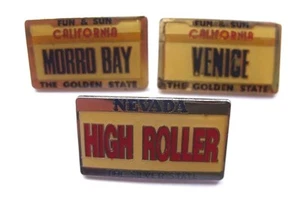 FUN & SUN
CALIFORNIA
MORRO BAY
THE GOLDEN STATE
FUN & SUN
CALIFORNIA
VENICE
THE GOLDEN STATE
NEVADA
HIGH ROLLER